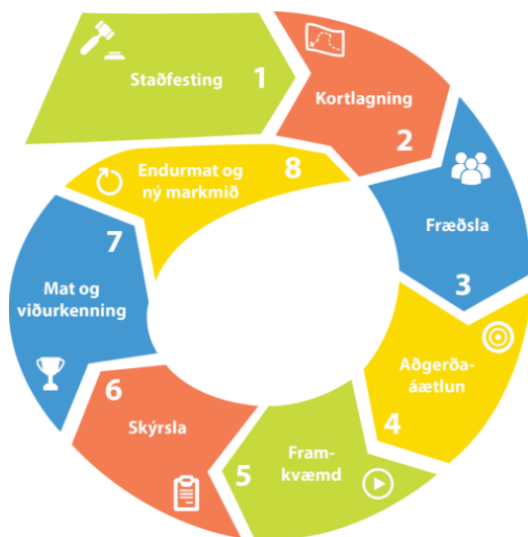 Staðfesting 1
Kortlagning
2
Fræðsla
3
Aðgerða-
áætlun
4
Fram-
kvæmd
5
6
Skýrsla
7
Mat og
viðurkenning
Endurmat og 8
ný markmið